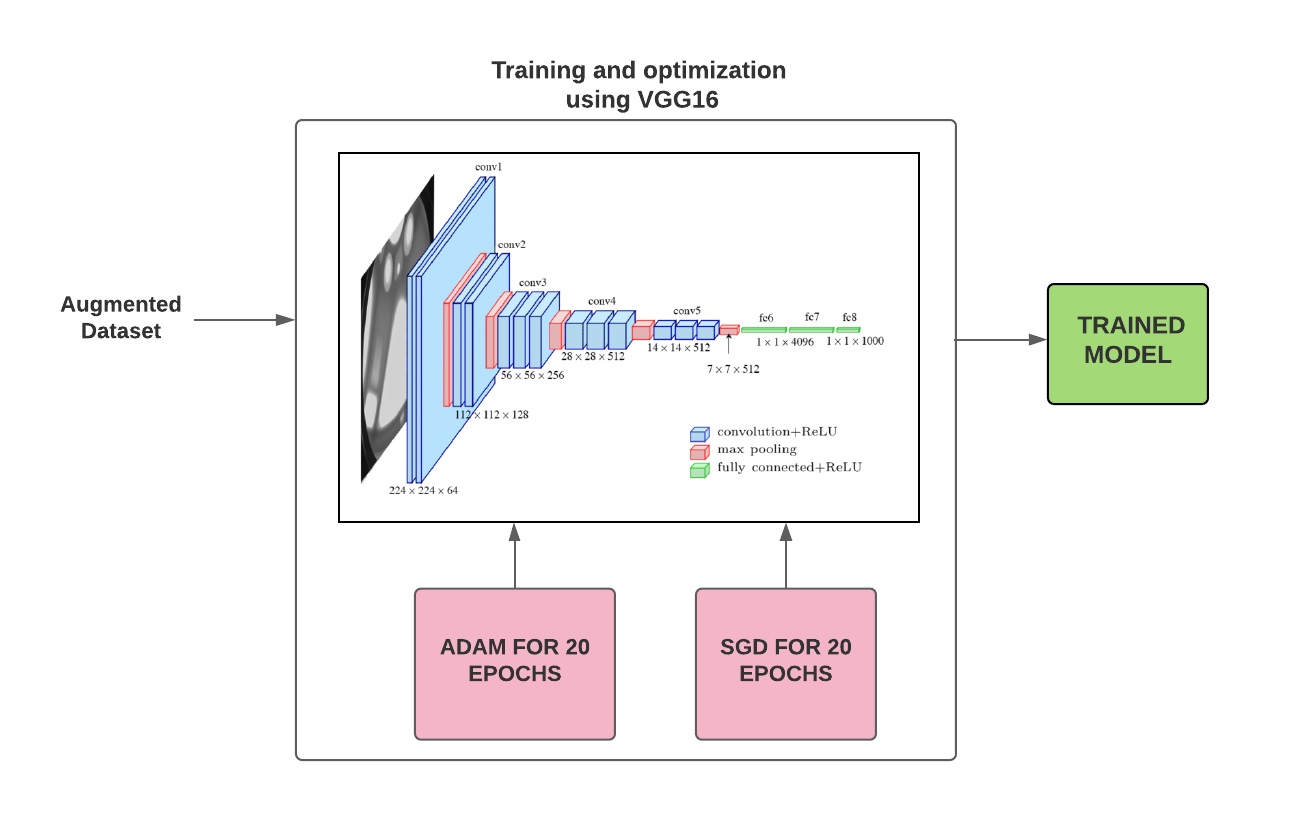 Training and optimization
using VGG16
Augmented
Dataset
conv1
conv2
conv3
conv4
conv5
fc6
fc7
fc8
1 × 1 × 4096
1 × 1 × 1000
14 × 14 × 512
28 × 28 × 512
7 × 7 × 512
56 × 56 × 256
112 × 112 × 128
224 × 224 × 64
convolution+ReLU
max pooling
fully connected+ReLU
TRAINED
MODEL
ADAM FOR 20
EPOCHS
SGD FOR 20
EPOCHS